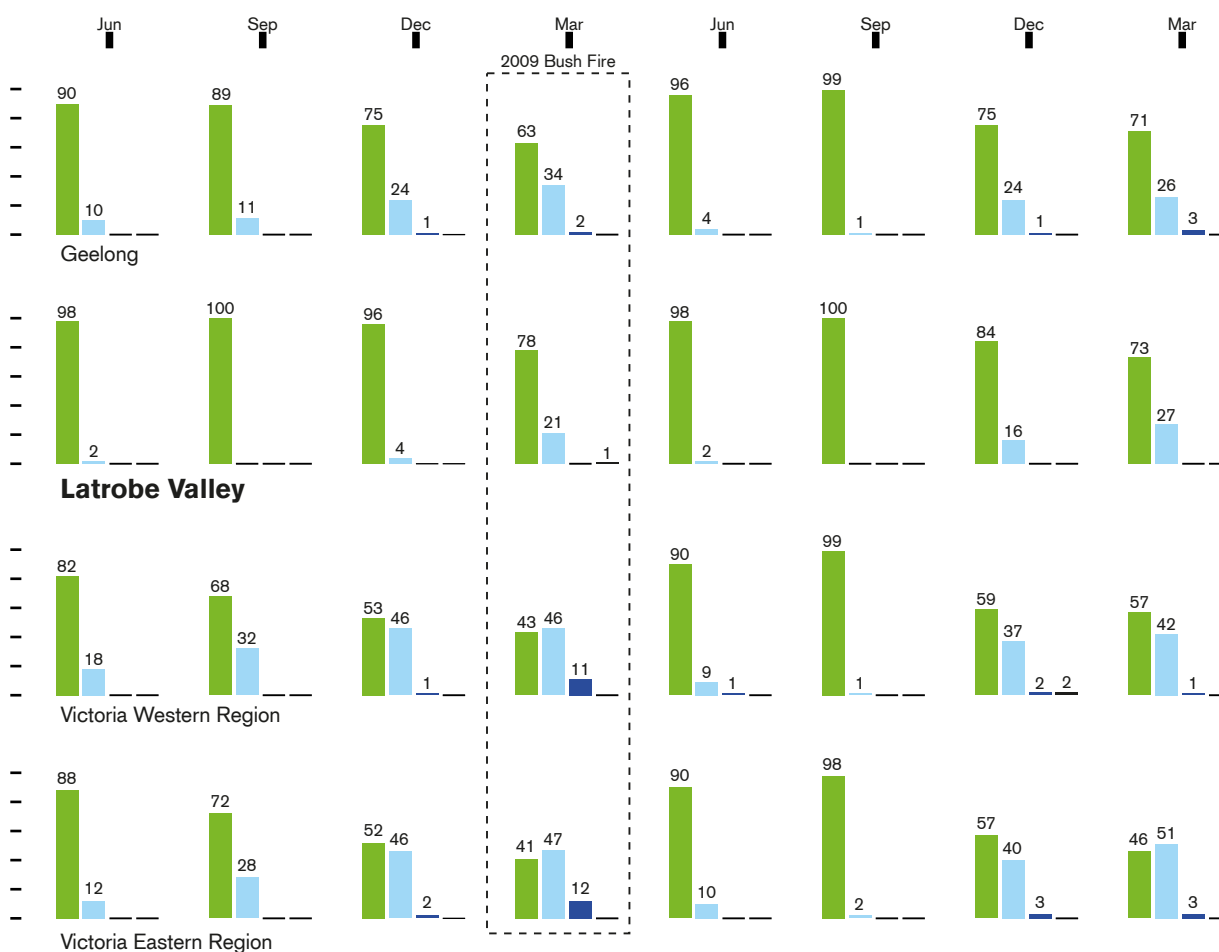 Jun Sep Dec Mar Jun Sep Dec Mar
2009 Bush Fire
90 10 89 11 75 24 1 63 34 2 96 4 99 1 75 24 1 71 26 3
Geelong
98 2 100 96 4 78 21 1 98 2 100 84 16 73 27
Latrobe Valley
82 18 68 32 53 46 1 43 46 11 90 9 1 99 1 59 37 2 2 57 42 1
Victoria Western Region
88 12 72 28 52 46 2 41 47 12 90 10 98 2 57 40 3 46 51 3
Victoria Eastern Region